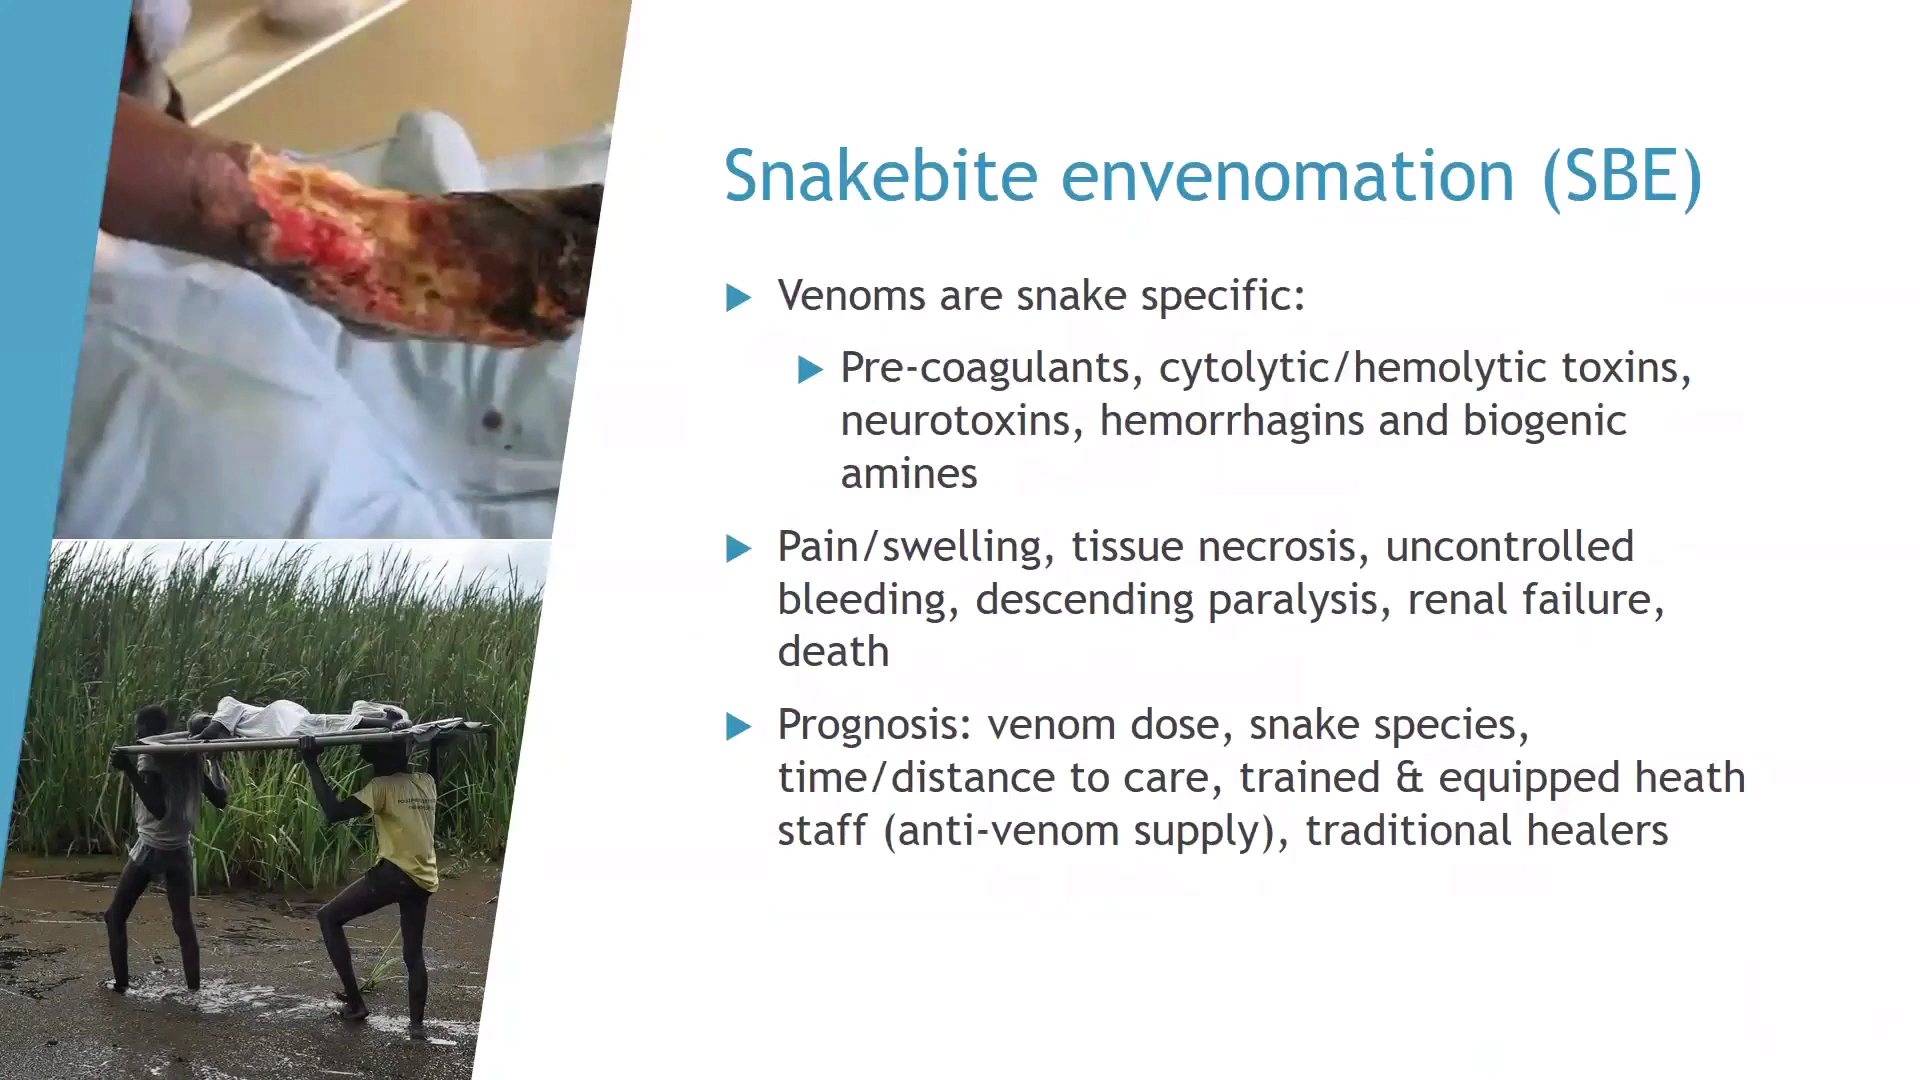 Snakebite envenomation (SBE)
Venoms are snake specific:
Pre-coagulants, cytolytic/hemolytic toxins,
neurotoxins, hemorrhagins and biogenic
amines
Pain/swelling, tissue necrosis, uncontrolled
bleeding, descending paralysis, renal failure,
death
Prognosis: venom dose, snake species,
time/distance to care, trained & equipped heath
staff (anti-venom supply), traditional healers